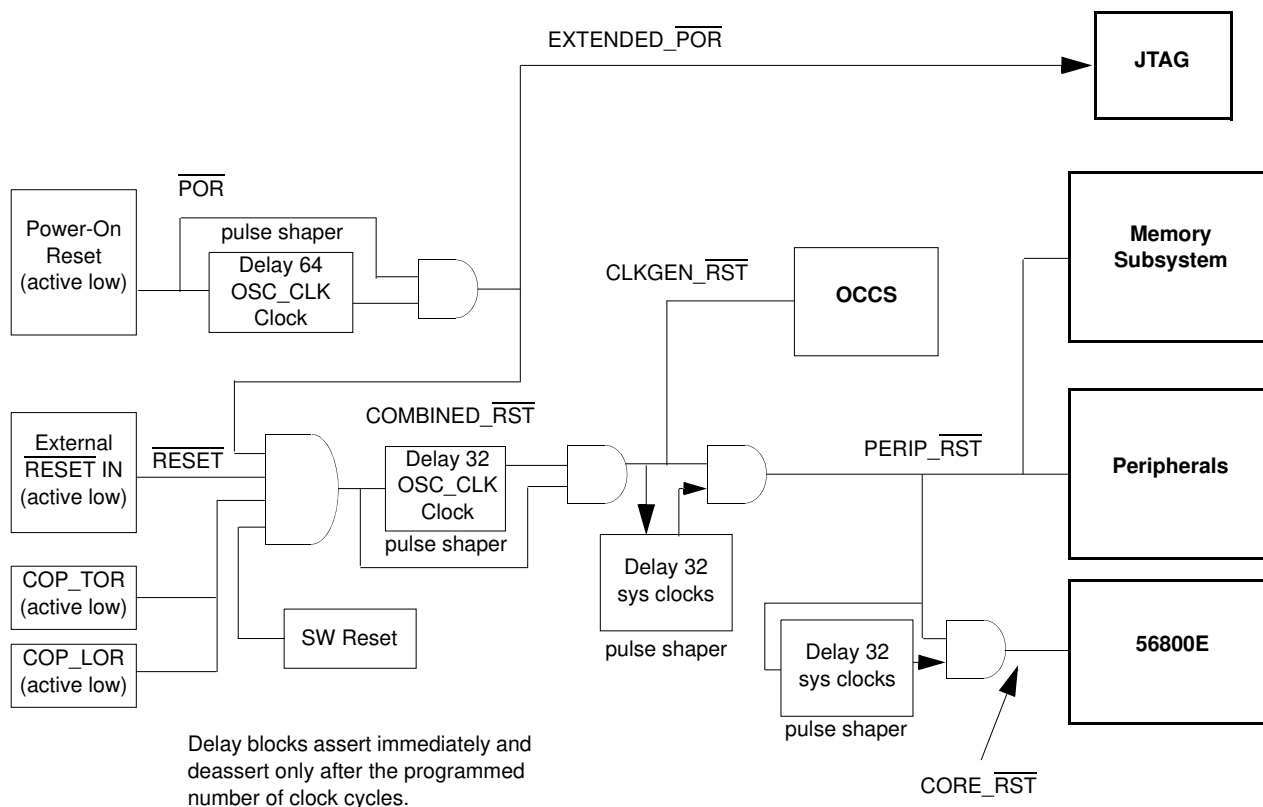 EXTENDED_POR
JTAG
POR
Power-On
Reset
(active low)
pulse shaper
Delay 64
OSC_CLK
Clock
Memory
Subsystem
CLKGEN_RST
OCCS
External
RESET IN
(active low)
RESET
COMBINED_RST
Delay 32
OSC_CLK
Clock
pulse shaper
PERIP_RST
Peripherals
COP_TOR
(active low)
SW Reset
COP_LOR
(active low)
Delay 32
sys clocks
pulse shaper
Delay 32
sys clocks
pulse shaper
56800E
CORE_RST
Delay blocks assert immediately and
deassert only after the programmed
number of clock cycles.